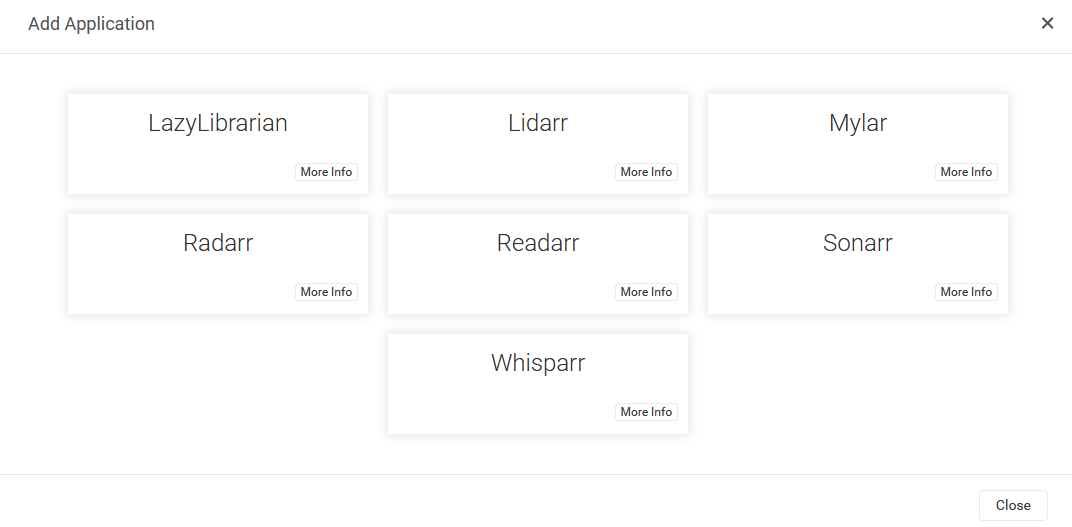 Add Application
LazyLibrarian
More Info
Lidarr
More Info
Mylar
More Info
Radarr
More Info
Readarr
More Info
Sonarr
More Info
Whisparr
More Info
Close